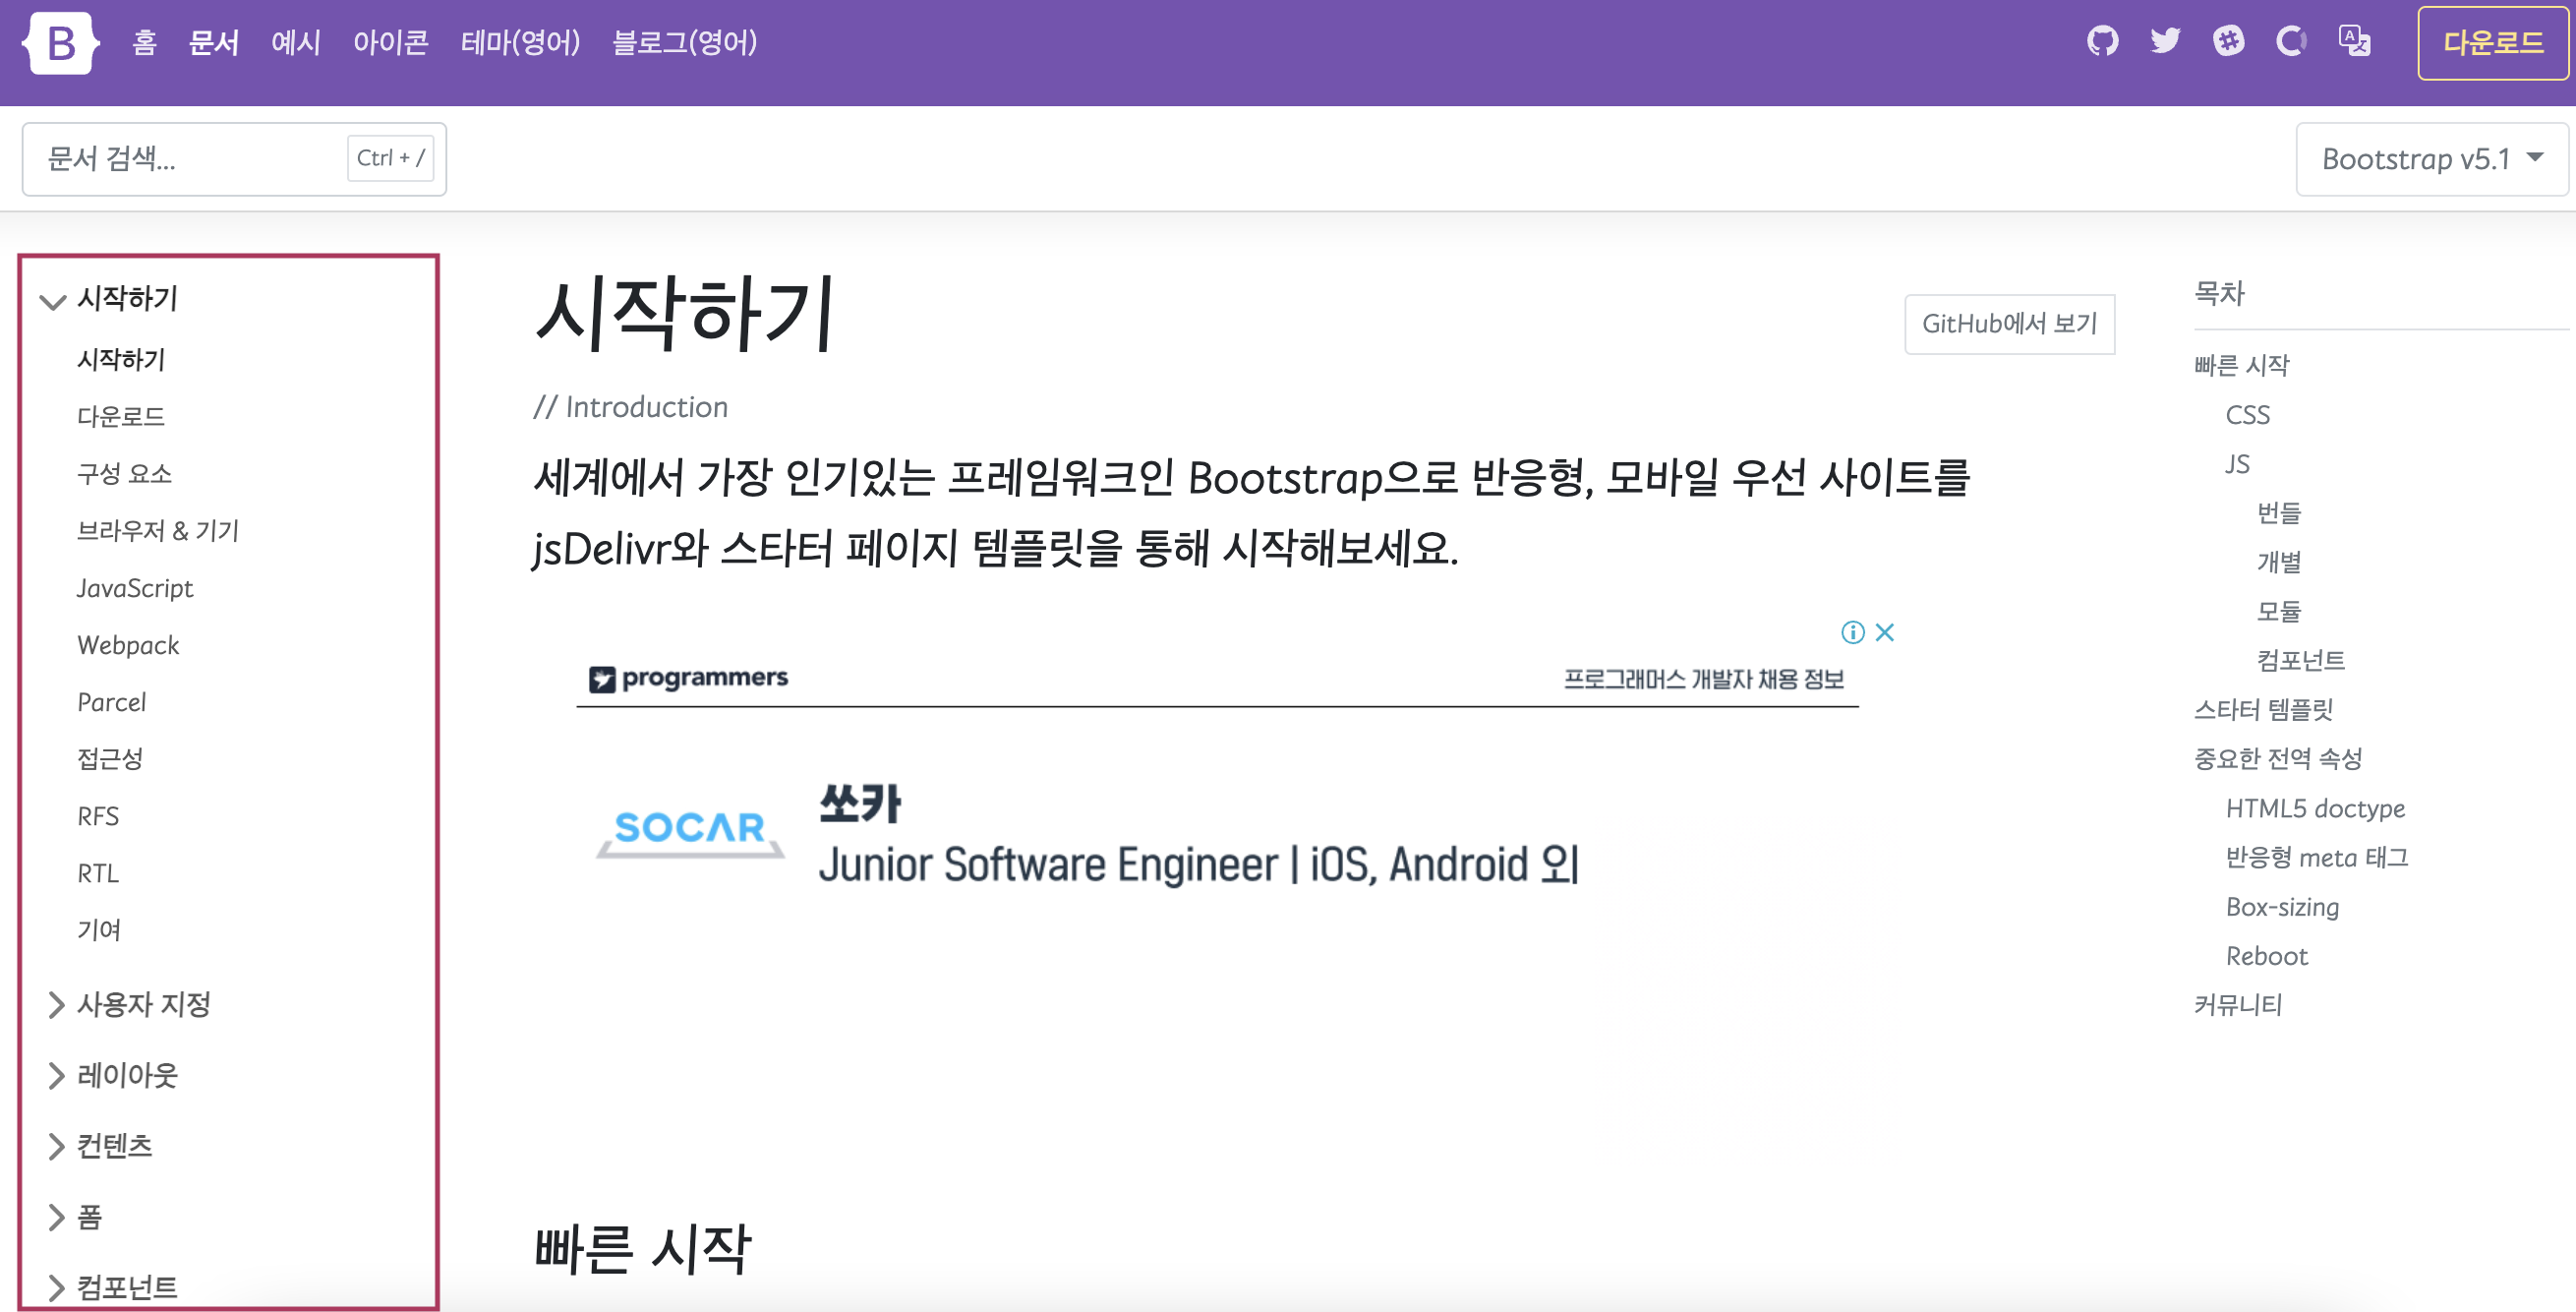 B 홈 문서 예시 아이콘 테마(영어) 블로그(영어) 다운로드
문서 검색... Ctrl + / Bootstrap v5.1
시작하기
시작하기
다운로드
구성 요소
브라우저 & 기기
JavaScript
Webpack
Parcel
접근성
RFS
RTL
기여
사용자 지정
레이아웃
컨텐츠
폼
컴포넌트
시작하기
GitHub에서 보기
// Introduction
세계에서 가장 인기있는 프레임워크인 Bootstrap으로 반응형, 모바일 우선 사이트를
jsDelivr와 스타터 페이지 템플릿을 통해 시작해보세요.
programmers 프로그래머스 개발자 채용 정보
SOCAR
쏘카
Junior Software Engineer | iOS, Android 외
빠른 시작
목차
빠른 시작
CSS
JS
번들
개별
모듈
컴포넌트
스타터 템플릿
중요한 전역 속성
HTML5 doctype
반응형 meta 태그
Box-sizing
Reboot
커뮤니티